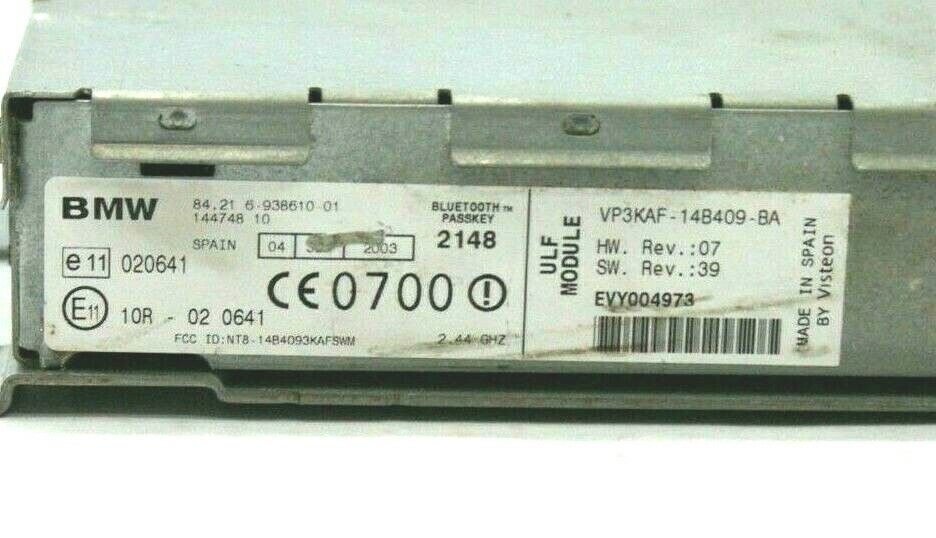 BMW
84.21 6-938610 01
144748 10
SPAIN
04
2003
BLUETOOTH™
PASSKEY
2148
e 11 020641
CE0700
E11
10R - 02 0641
FCC ID:NT8-14B4093KAFSWM
2.44 GHZ
ULF
MODULE
VP3KAF-14B409-BA
HW. Rev.:07
SW. Rev.:39
EVY004973
MADE IN SPAIN
BY Visteon